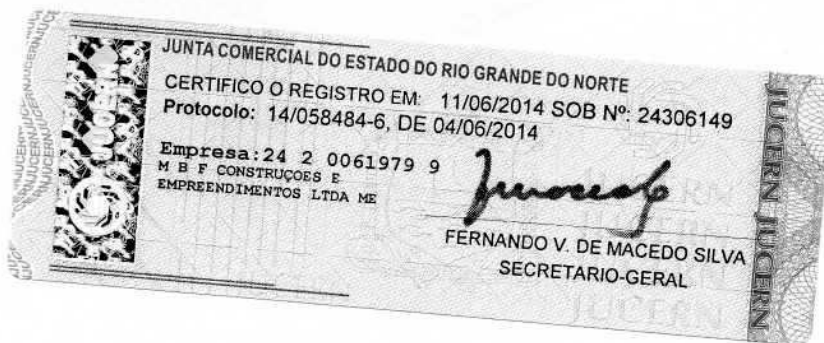 JUNTA COMERCIAL DO ESTADO DO RIO GRANDE DO NORTE
CERTIFICO O REGISTRO EM: 11/06/2014 SOB Nº: 24306149
Protocolo: 14/058484-6, DE 04/06/2014
Empresa:24 2 0061979 9
M B F CONSTRUÇOES E
EMPREENDIMENTOS LTDA ME
FERNANDO V. DE MACEDO SILVA
SECRETARIO-GERAL
JUCERN
JUCERN JUCERN
JUCERN